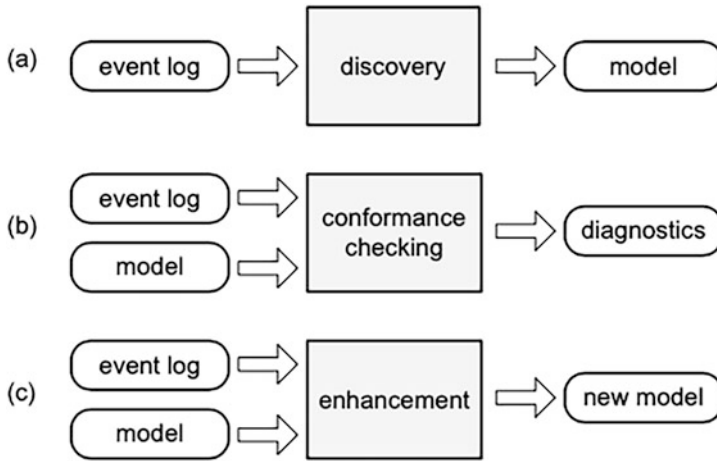 (a)
event log
discovery
model
(b)
event log
model
conformance
checking
diagnostics
(c)
event log
model
enhancement
new model